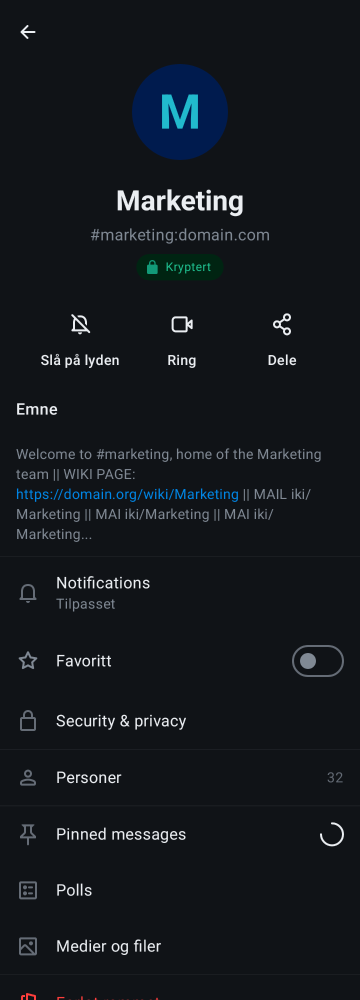 M
Marketing
#marketing:domain.com
Kryptert
Slå på lyden
Ring
Dele
Emne
Welcome to #marketing, home of the Marketing
team || WIKI PAGE:
https://domain.org/wiki/Marketing || MAIL iki/
Marketing || MAI iki/Marketing || MAI iki/
Marketing...
Notifications
Tilpasset
Favoritt
Security & privacy
Personer
32
Pinned messages
Polls
Medier og filer